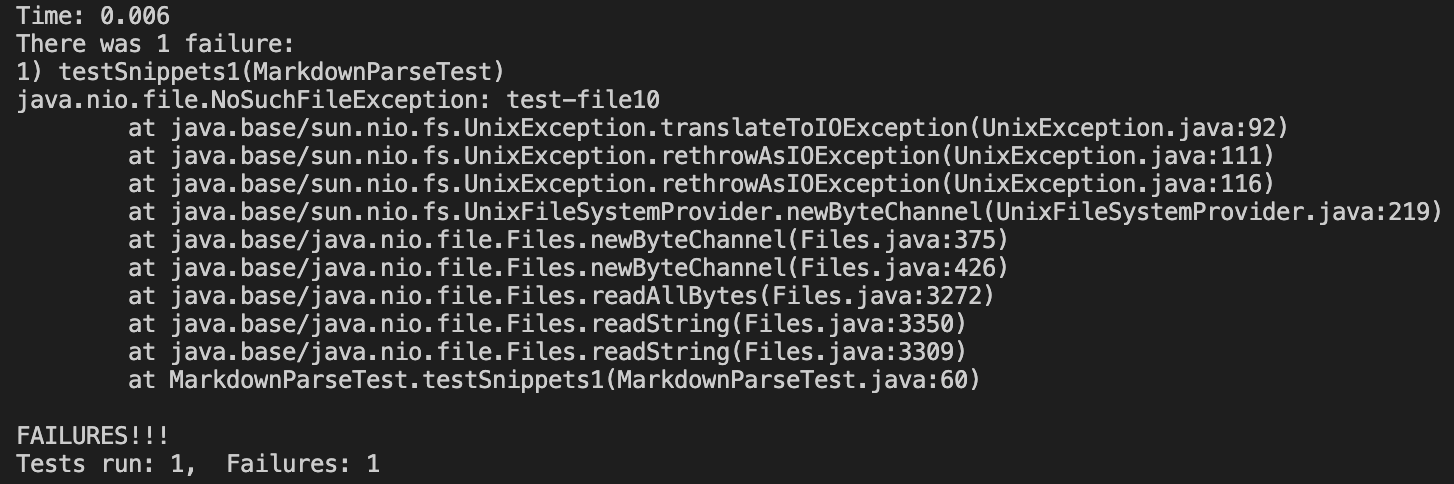 Time: 0.006
There was 1 failure:
1) testSnippets1(MarkdownParseTest)
java.nio.file.NoSuchFileException: test-file10
        at java.base/sun.nio.fs.UnixException.translateToIOException(UnixException.java:92)
        at java.base/sun.nio.fs.UnixException.rethrowAsIOException(UnixException.java:111)
        at java.base/sun.nio.fs.UnixException.rethrowAsIOException(UnixException.java:116)
        at java.base/sun.nio.fs.UnixFileSystemProvider.newByteChannel(UnixFileSystemProvider.java:219)
        at java.base/java.nio.file.Files.newByteChannel(Files.java:375)
        at java.base/java.nio.file.Files.newByteChannel(Files.java:426)
        at java.base/java.nio.file.Files.readAllBytes(Files.java:3272)
        at java.base/java.nio.file.Files.readString(Files.java:3350)
        at java.base/java.nio.file.Files.readString(Files.java:3309)
        at MarkdownParseTest.testSnippets1(MarkdownParseTest.java:60)

FAILURES!!!
Tests run: 1,  Failures: 1